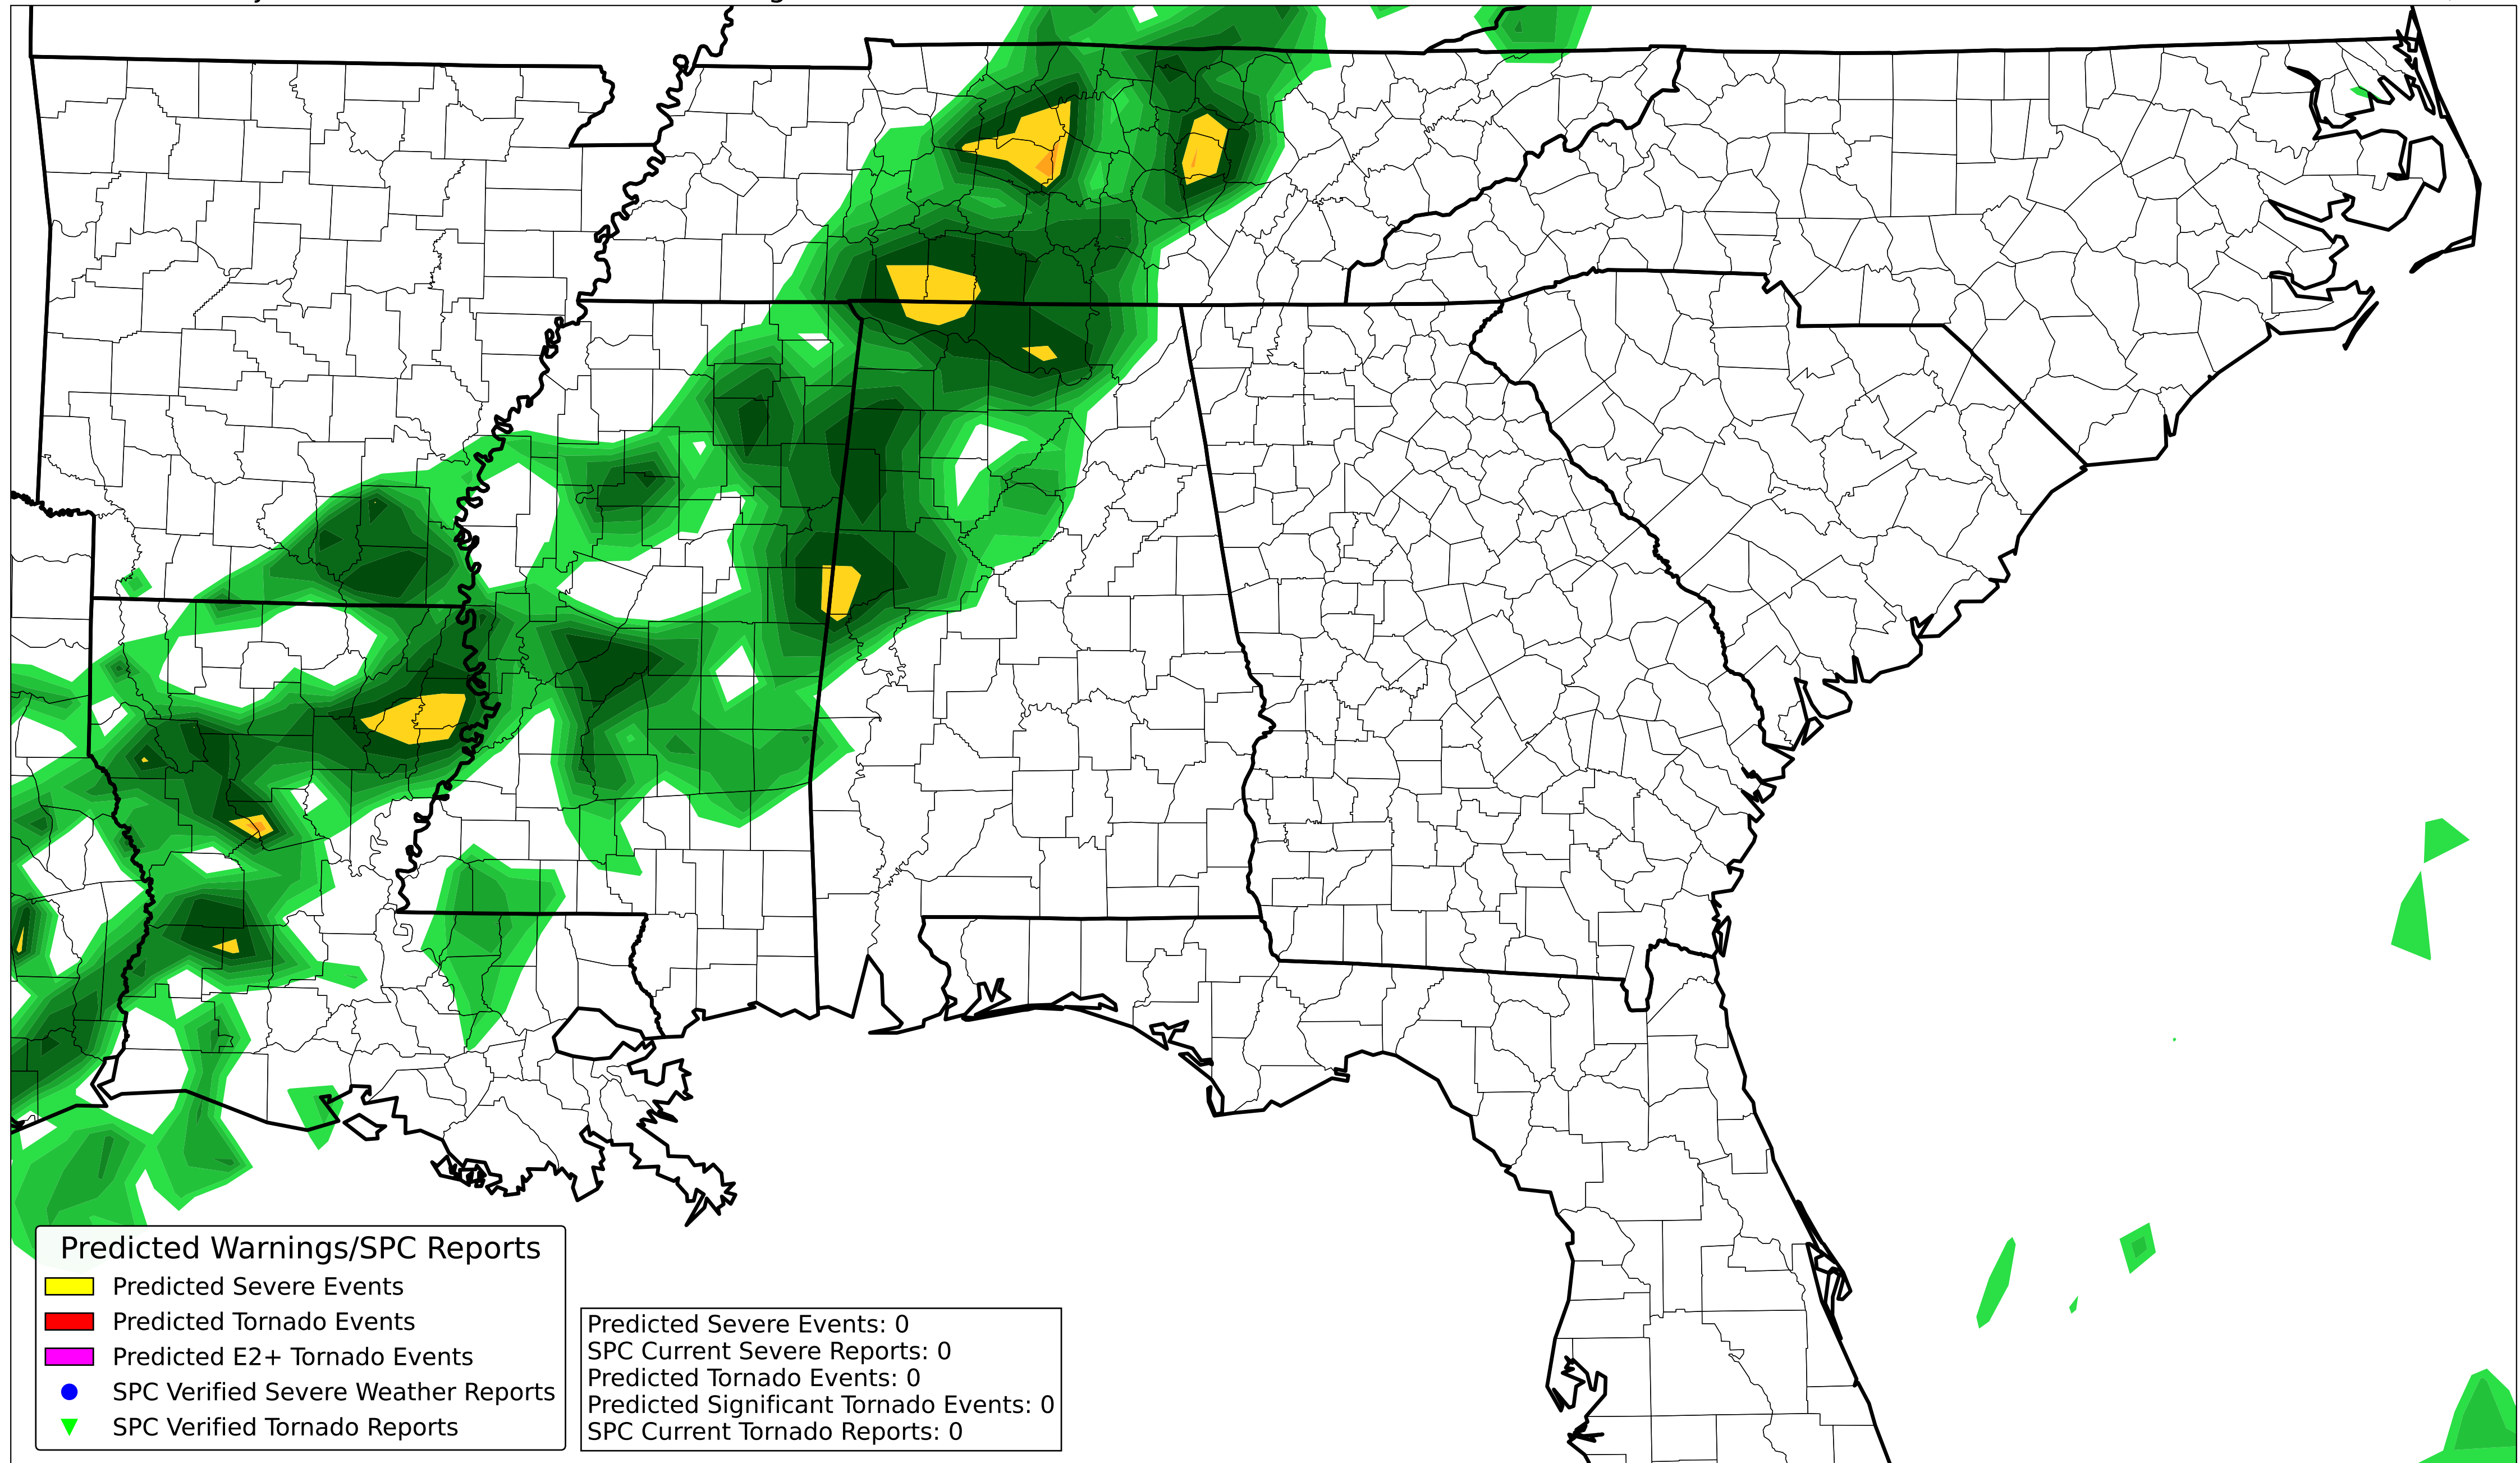 Predicted Warnings/SPC Reports
Predicted Severe Events
Predicted Tornado Events
Predicted E2+ Tornado Events
SPC Verified Severe Weather Reports
SPC Verified Tornado Reports
Predicted Severe Events: 0
SPC Current Severe Reports: 0
Predicted Tornado Events: 0
Predicted Significant Tornado Events: 0
SPC Current Tornado Reports: 0